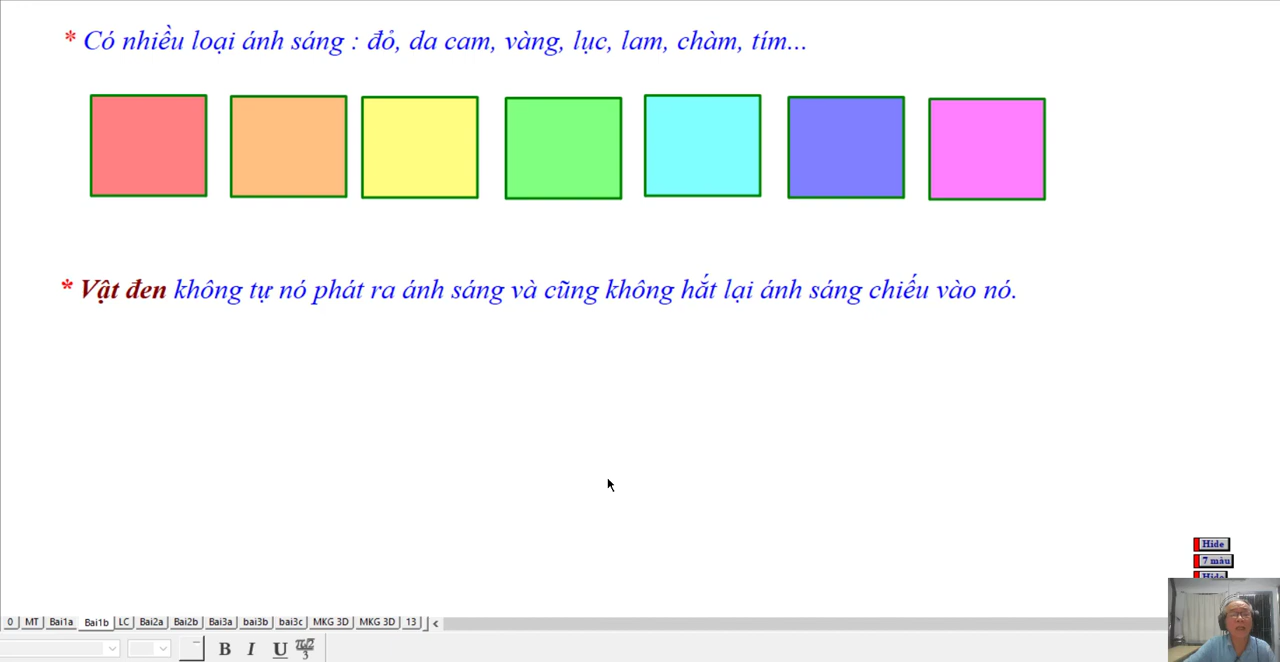 * Có nhiều loại ánh sáng : đỏ, da cam, vàng, lục, lam, chàm, tím...
* Vật đen không tự nó phát ra ánh sáng và cũng không hắt lại ánh sáng chiếu vào nó.
Hide
7 màu
Hide
0 MT Bai1a Bai1b LC Bai2a Bai2b Bai3a bai3b bai3c MKG 3D MKG 3D 13 <
B I U